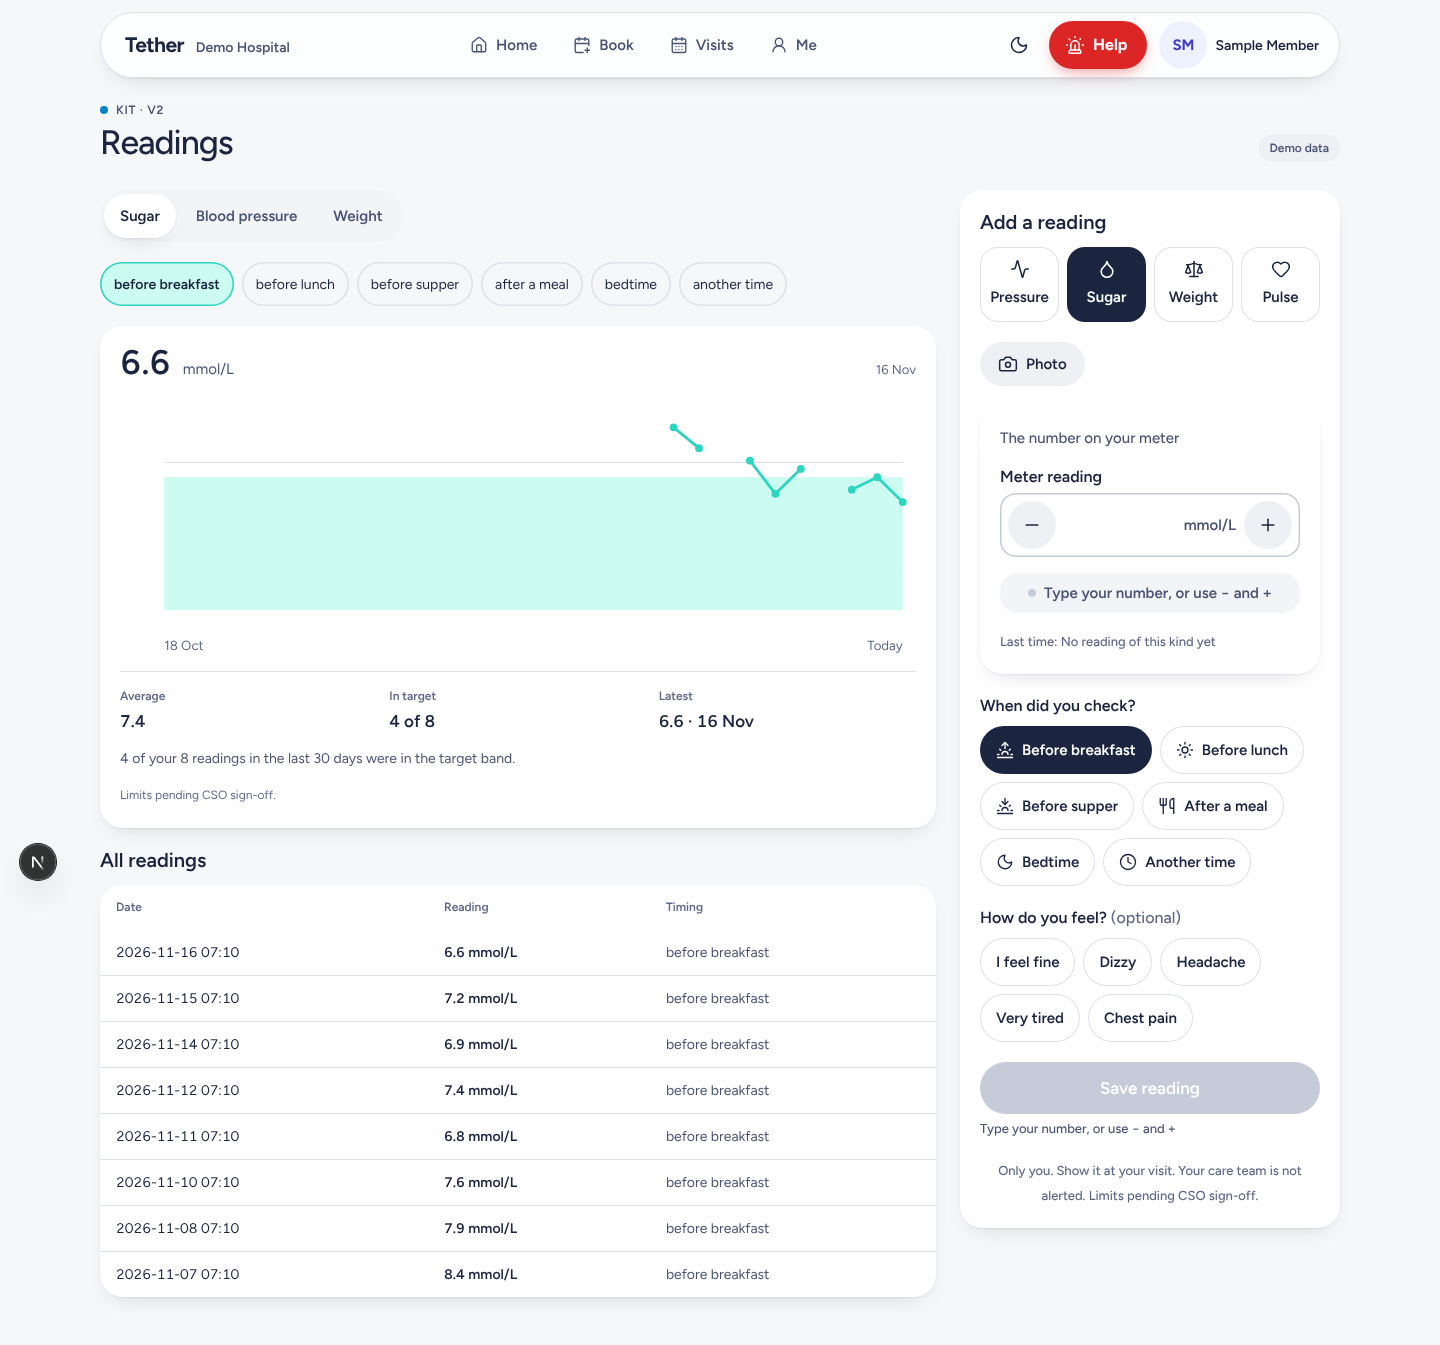 Tether Demo Hospital Home Book Visits Me Help SM Sample Member
KIT · V2
Readings
Demo data
Sugar Blood pressure Weight
before breakfast before lunch before supper after a meal bedtime another time
6.6 mmol/L 16 Nov
18 Oct Today
Average In target Latest
7.4 4 of 8 6.6 · 16 Nov
4 of your 8 readings in the last 30 days were in the target band.
Limits pending CSO sign-off.
All readings
Date Reading Timing
2026-11-16 07:10 6.6 mmol/L before breakfast
2026-11-15 07:10 7.2 mmol/L before breakfast
2026-11-14 07:10 6.9 mmol/L before breakfast
2026-11-12 07:10 7.4 mmol/L before breakfast
2026-11-11 07:10 6.8 mmol/L before breakfast
2026-11-10 07:10 7.6 mmol/L before breakfast
2026-11-08 07:10 7.9 mmol/L before breakfast
2026-11-07 07:10 8.4 mmol/L before breakfast
Add a reading
Pressure Sugar Weight Pulse
Photo
The number on your meter
Meter reading
− mmol/L +
Type your number, or use − and +
Last time: No reading of this kind yet
When did you check?
Before breakfast Before lunch
Before supper After a meal
Bedtime Another time
How do you feel? (optional)
I feel fine Dizzy Headache
Very tired Chest pain
Save reading
Type your number, or use − and +
Only you. Show it at your visit. Your care team is not
alerted. Limits pending CSO sign-off.
N